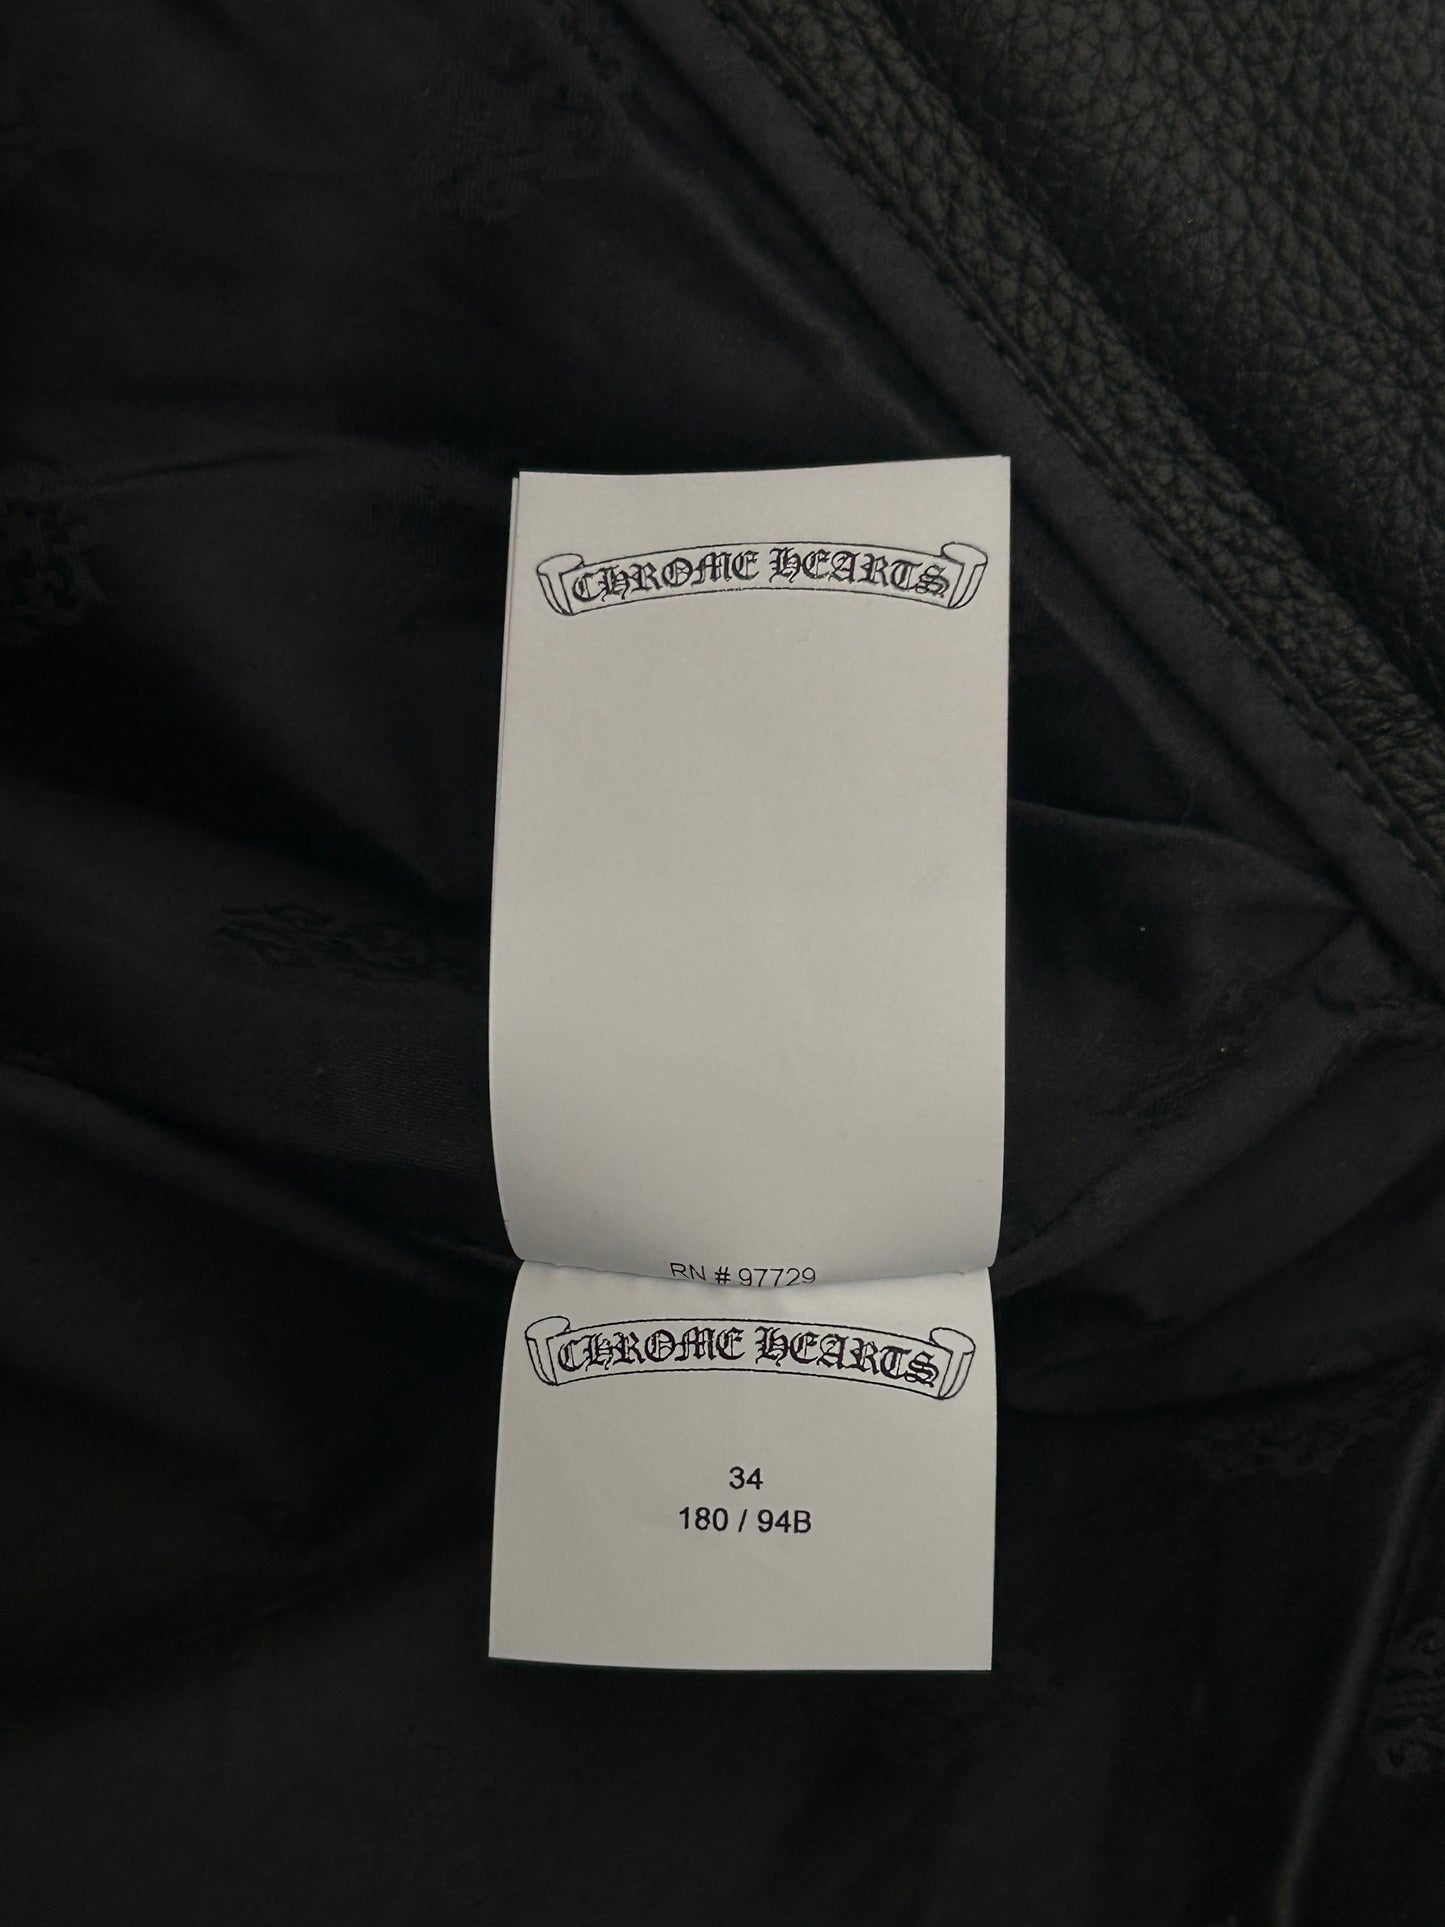 CHROME HEARTS
RN # 97729
CHROME HEARTS
34
180 / 94B